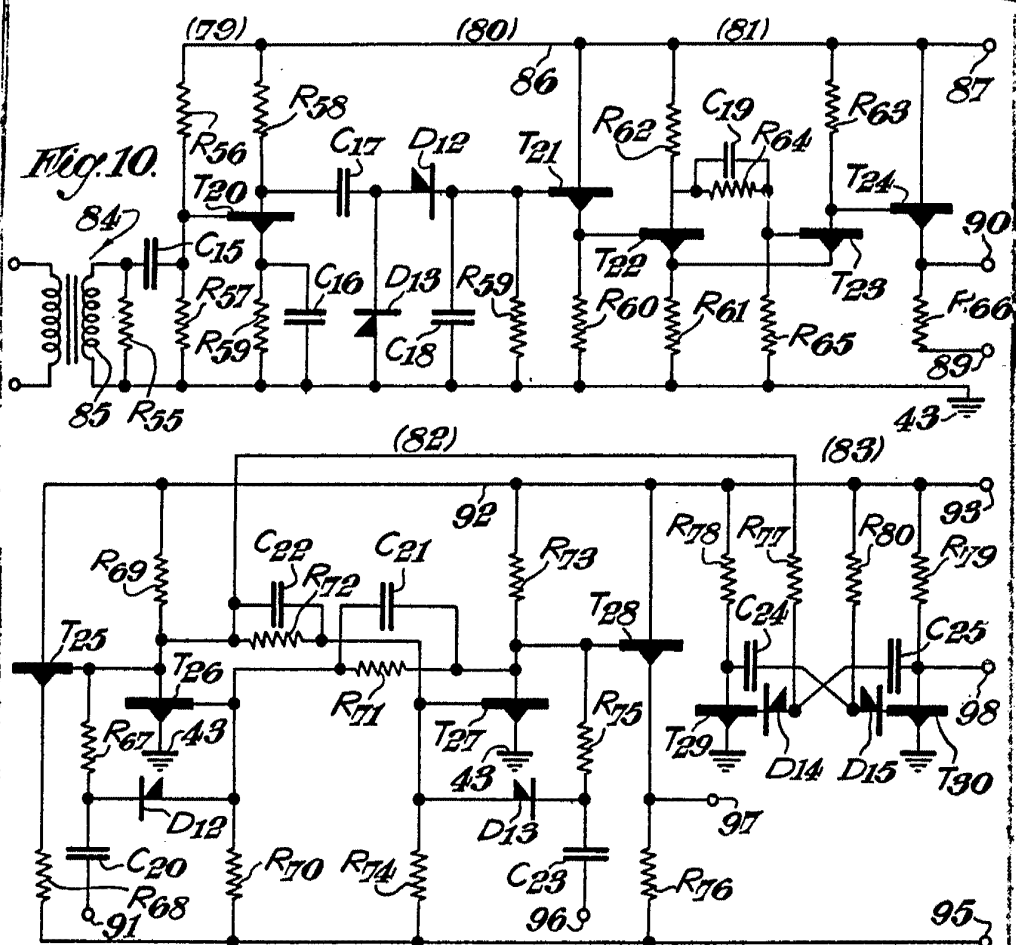 (79) (80) (81)
86
87
R58
C19
R63
R56
C17
D12
T21
R62
R64
Fig. 10.
T20
T24
84
C15
90
T22
T23
R57
C16
D13
R59
R60
R61
R66
R59
C18
R65
89
85
R55
43
(82) (83)
92
93
R69
C22
C21
R73
R78
R77
R80
R79
R72
T25
T28
C24
C25
T26
R71
R75
98
R67
43
T27
T29
43
D14
D15
T30
D12
D13
97
C20
R70
R74
C23
R76
R68
91
96
95